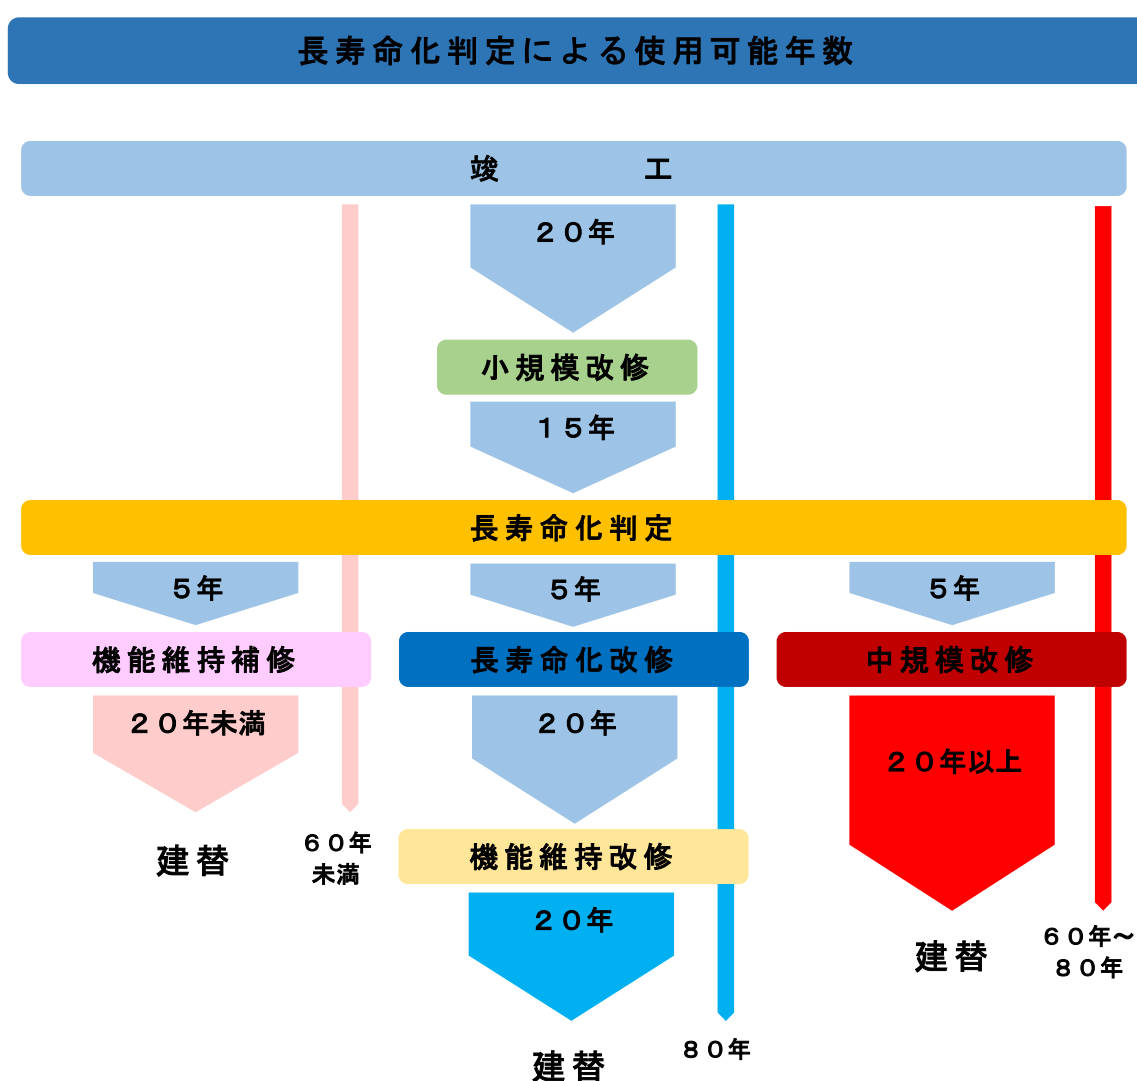 長寿命化判定による使用可能年数
竣　　　　工
２０年
小規模改修
１５年
長寿命化判定
５年
５年
５年
機能維持補修
長寿命化改修
中規模改修
２０年未満
２０年
２０年以上
６０年
未満
建替
機能維持改修
２０年
６０年～
８０年
建替
８０年
建替